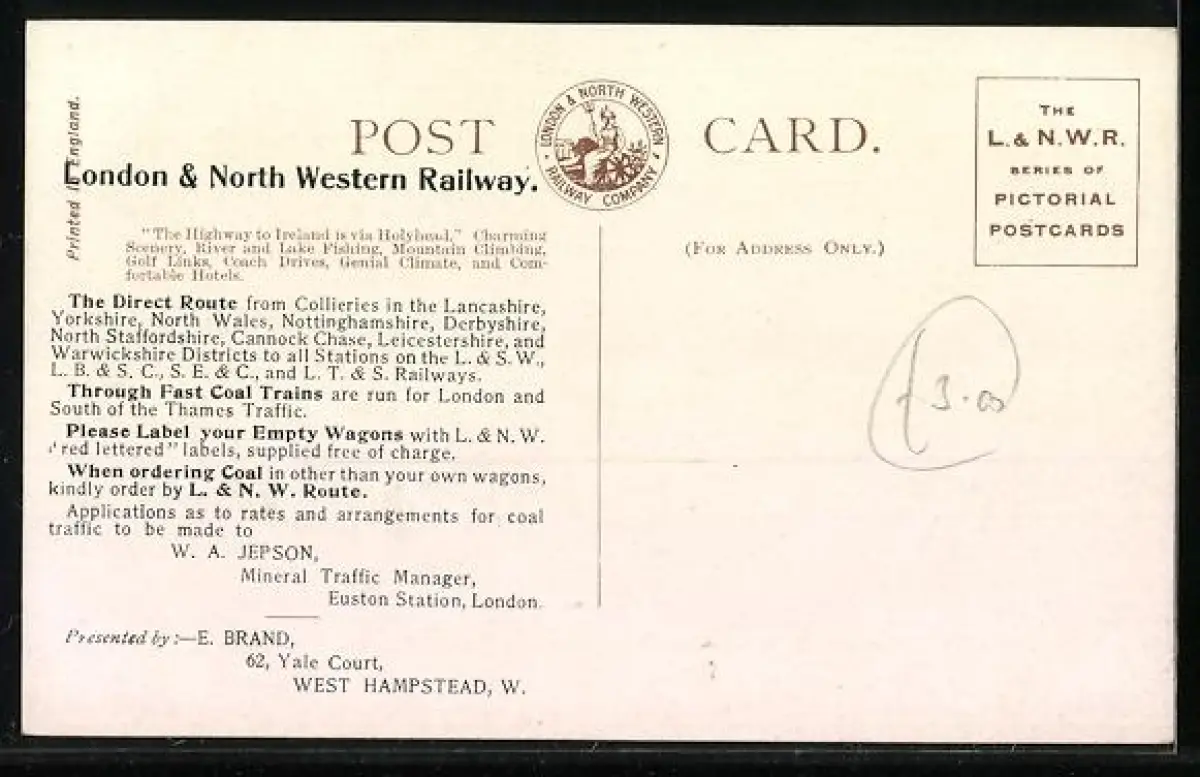 Printed in England.
POST CARD.
LONDON & NORTH WESTERN
RAILWAY COMPANY
THE
L. & N.W.R.
SERIES OF
PICTORIAL
POSTCARDS
London & North Western Railway.
"The Highway to Ireland is via Holyhead." Charming
Scenery, River and Lake Fishing, Mountain Climbing,
Golf Links, Coach Drives, Genial Climate, and Com-
fortable Hotels.
(FOR ADDRESS ONLY.)
The Direct Route from Collieries in the Lancashire,
Yorkshire, North Wales, Nottinghamshire, Derbyshire,
North Staffordshire, Cannock Chase, Leicestershire, and
Warwickshire Districts to all Stations on the L. & S. W.,
L. B. & S. C., S. E. & C., and L. T. & S. Railways.
Through Fast Coal Trains are run for London and
South of the Thames Traffic.
Please Label your Empty Wagons with L. & N. W.
"red lettered" labels, supplied free of charge.
When ordering Coal in other than your own wagons,
kindly order by L. & N. W. Route.
Applications as to rates and arrangements for coal
traffic to be made to
W. A. JEPSON,
Mineral Traffic Manager,
Euston Station, London.
Presented by :—E. BRAND,
62, Yale Court,
WEST HAMPSTEAD, W.
£3.00